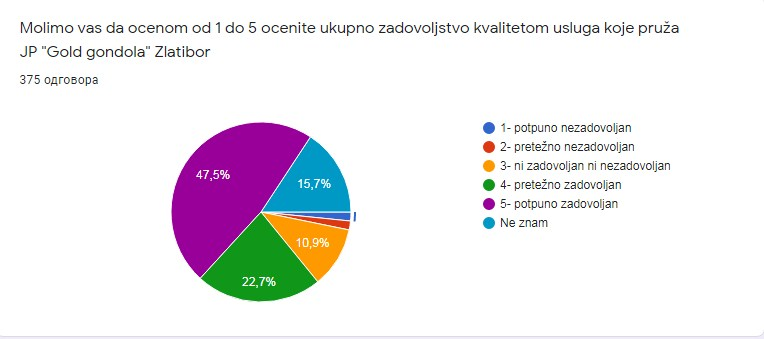 Molimo vas da ocenom od 1 do 5 ocenite ukupno zadovoljstvo kvalitetom usluga koje pruža
JP "Gold gondola" Zlatibor
375 одговора
47,5%
15,7%
10,9%
22,7%
1- potpuno nezadovoljan
2- pretežno nezadovoljan
3- ni zadovoljan ni nezadovoljan
4- pretežno zadovoljan
5- potpuno zadovoljan
Ne znam